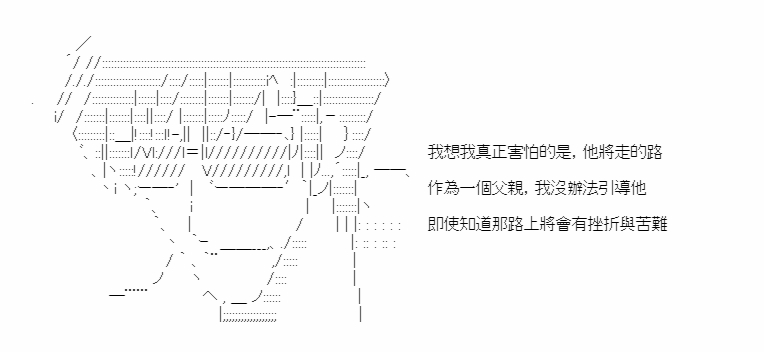 我想我真正害怕的是，他將走的路
作為一個父親，我沒辦法引導他
即使知道那路上將會有挫折與苦難